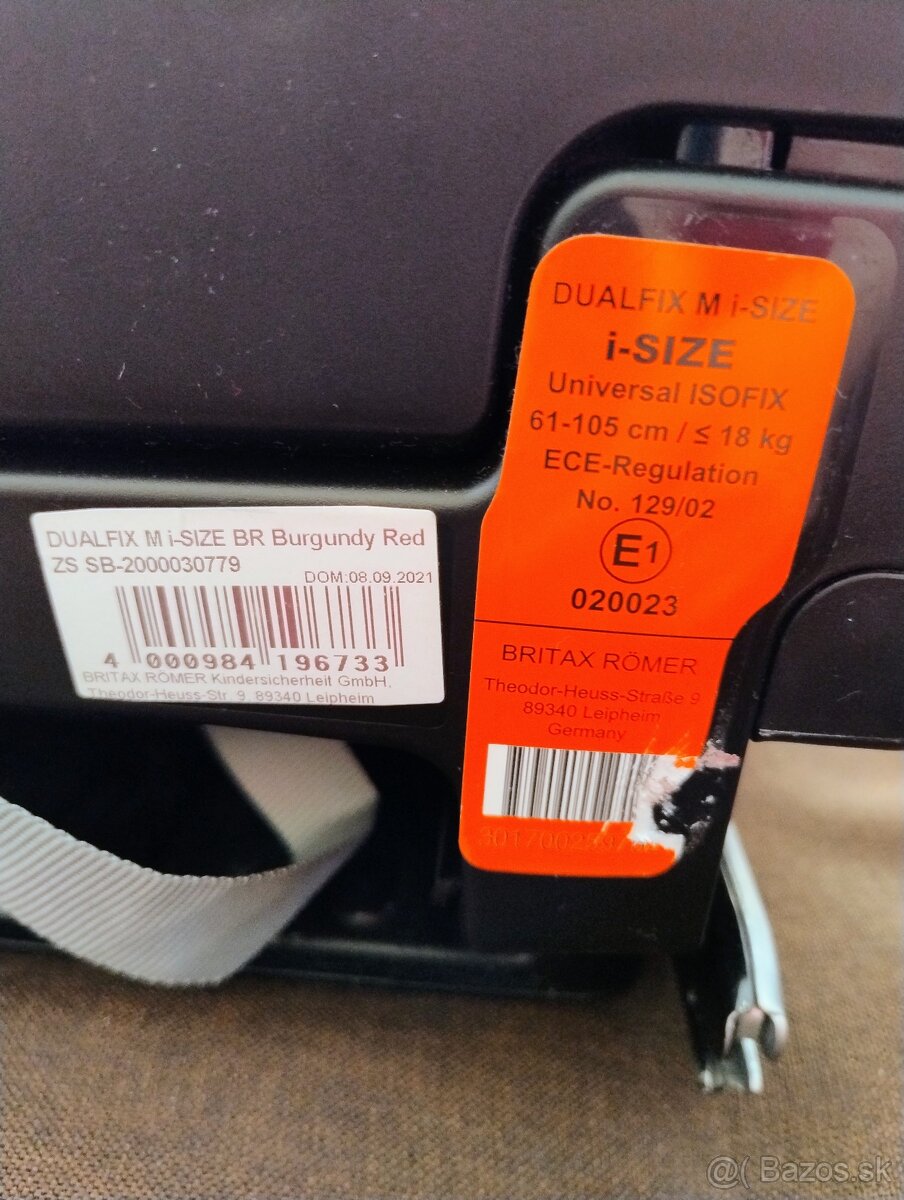 DUALFIX M i-SIZE BR Burgundy Red
ZS SB-2000030779
DOM:08.09.2021
4 000984 196733
BRITAX RÖMER Kindersicherheit GmbH,
Theodor-Heuss-Str 9, 89340 Leipheim
DUALFIX M i-SIZE
i-SIZE
Universal ISOFIX
61-105 cm / ≤ 18 kg
ECE-Regulation
No. 129/02
E1
020023
BRITAX RÖMER
Theodor-Heuss-Straße 9
89340 Leipheim
Germany
@( Bazos.sk